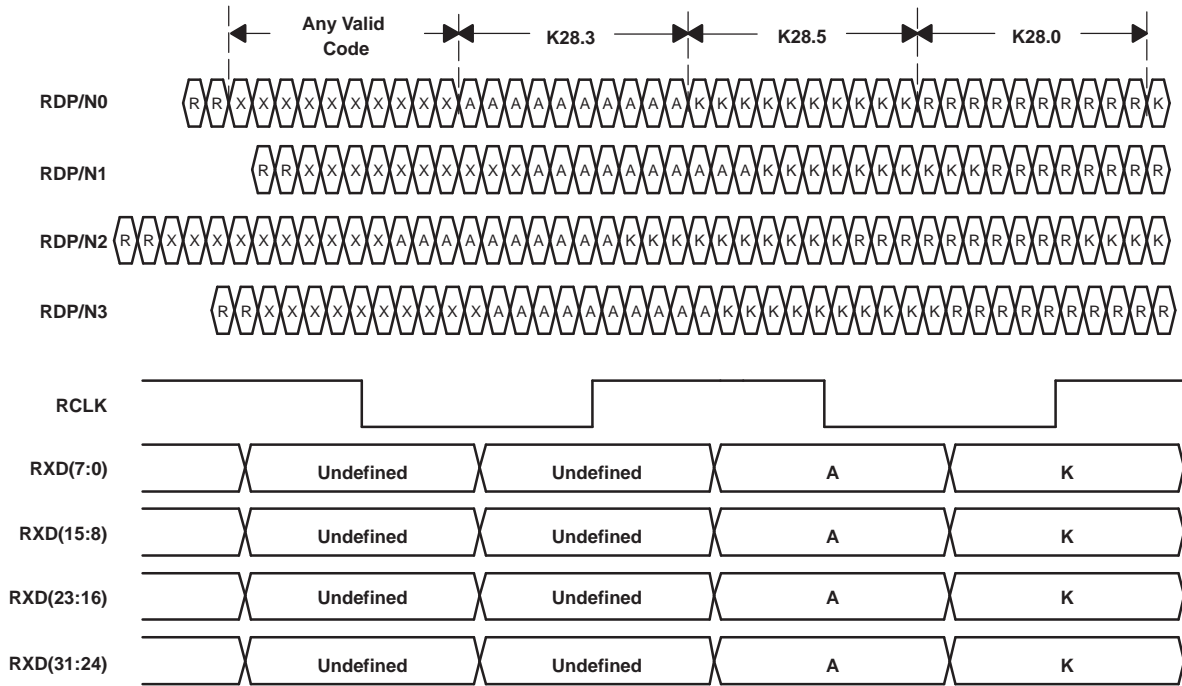 Any Valid
Code
K28.3
K28.5
K28.0
RDP/N0 R R X X X X X X X X X X A A A A A A A A A A K K K K K K K K K K R R R R R R R R R R K
RDP/N1 R R X X X X X X X X X X A A A A A A A A A A K K K K K K K K K K R R R R R R R R
RDP/N2 R R X X X X X X X X X X A A A A A A A A A A K K K K K K K K K K R R R R R R R R R R K K K K
RDP/N3 R R X X X X X X X X X X A A A A A A A A A A K K K K K K K K K K R R R R R R R R R R
RCLK
RXD(7:0) Undefined Undefined A K
RXD(15:8) Undefined Undefined A K
RXD(23:16) Undefined Undefined A K
RXD(31:24) Undefined Undefined A K